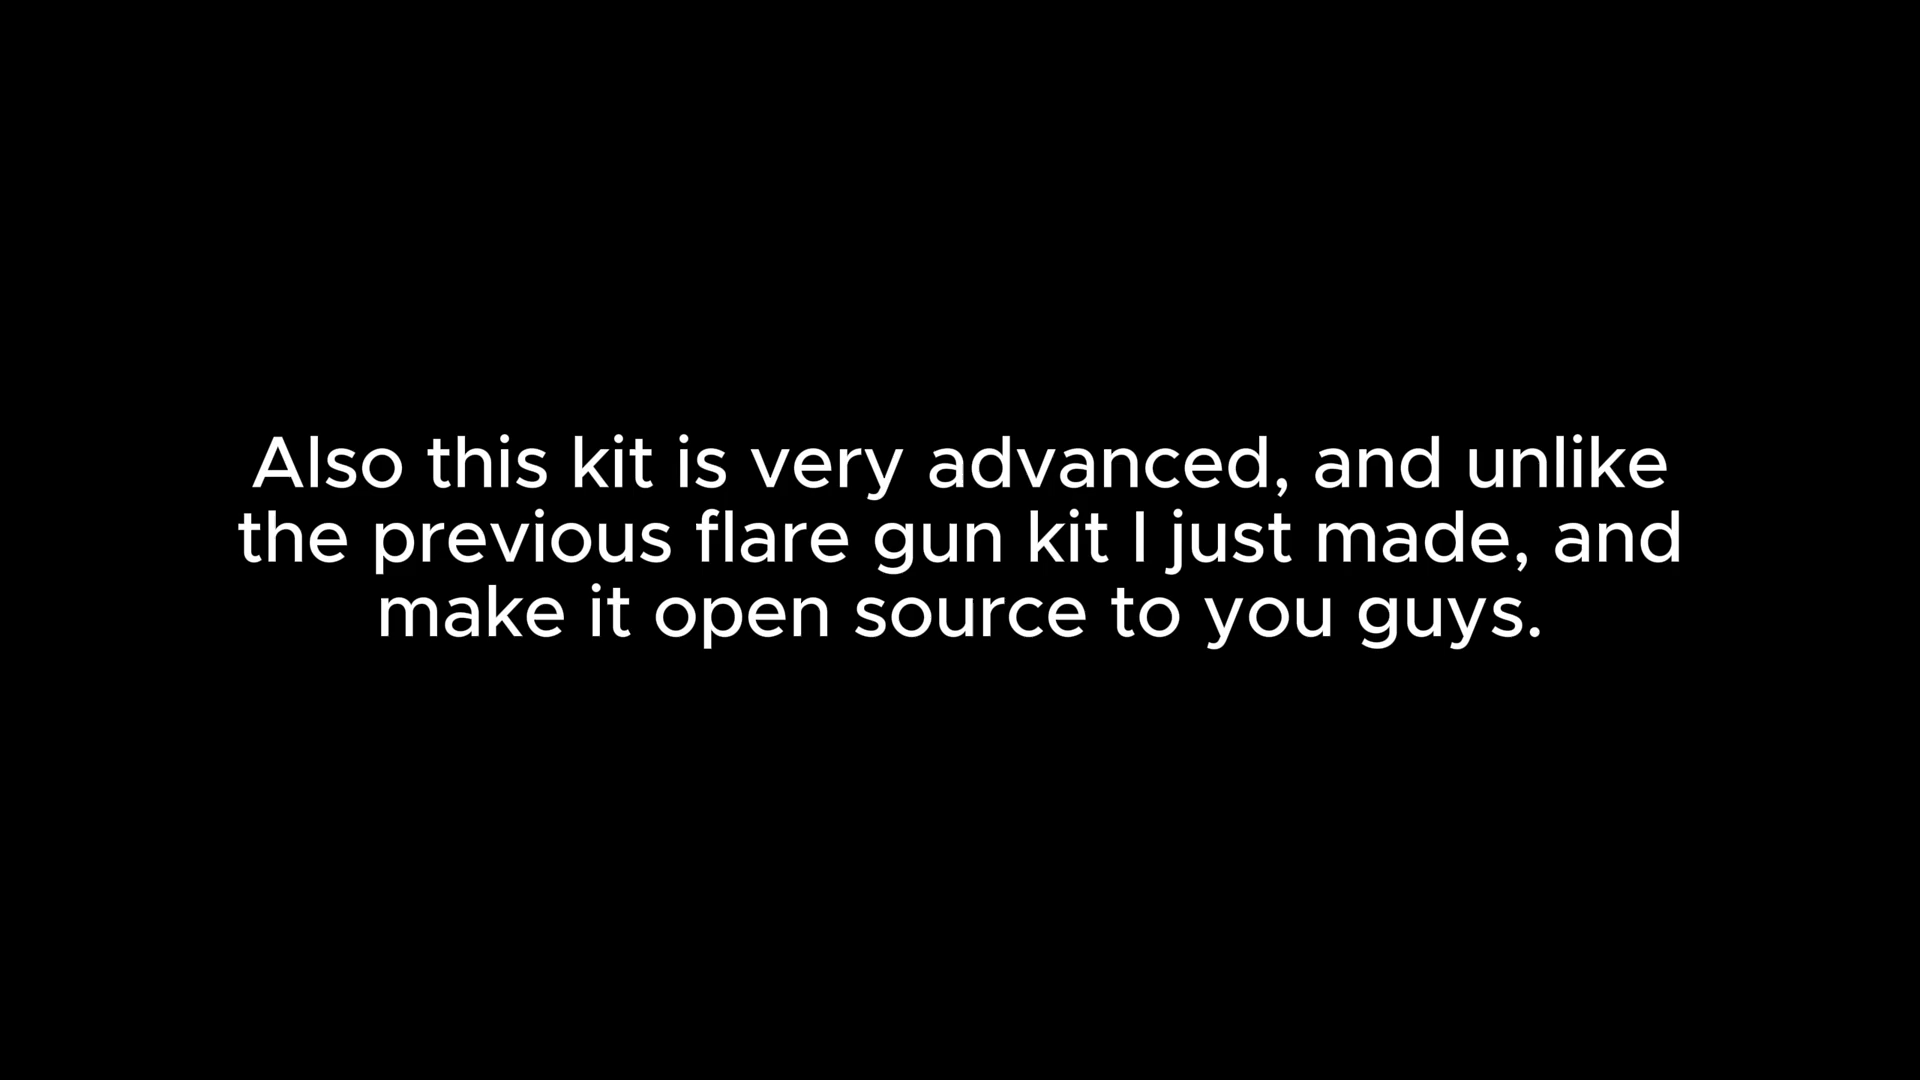 Also this kit is very advanced, and unlike
the previous flare gun kit I just made, and
make it open source to you guys.